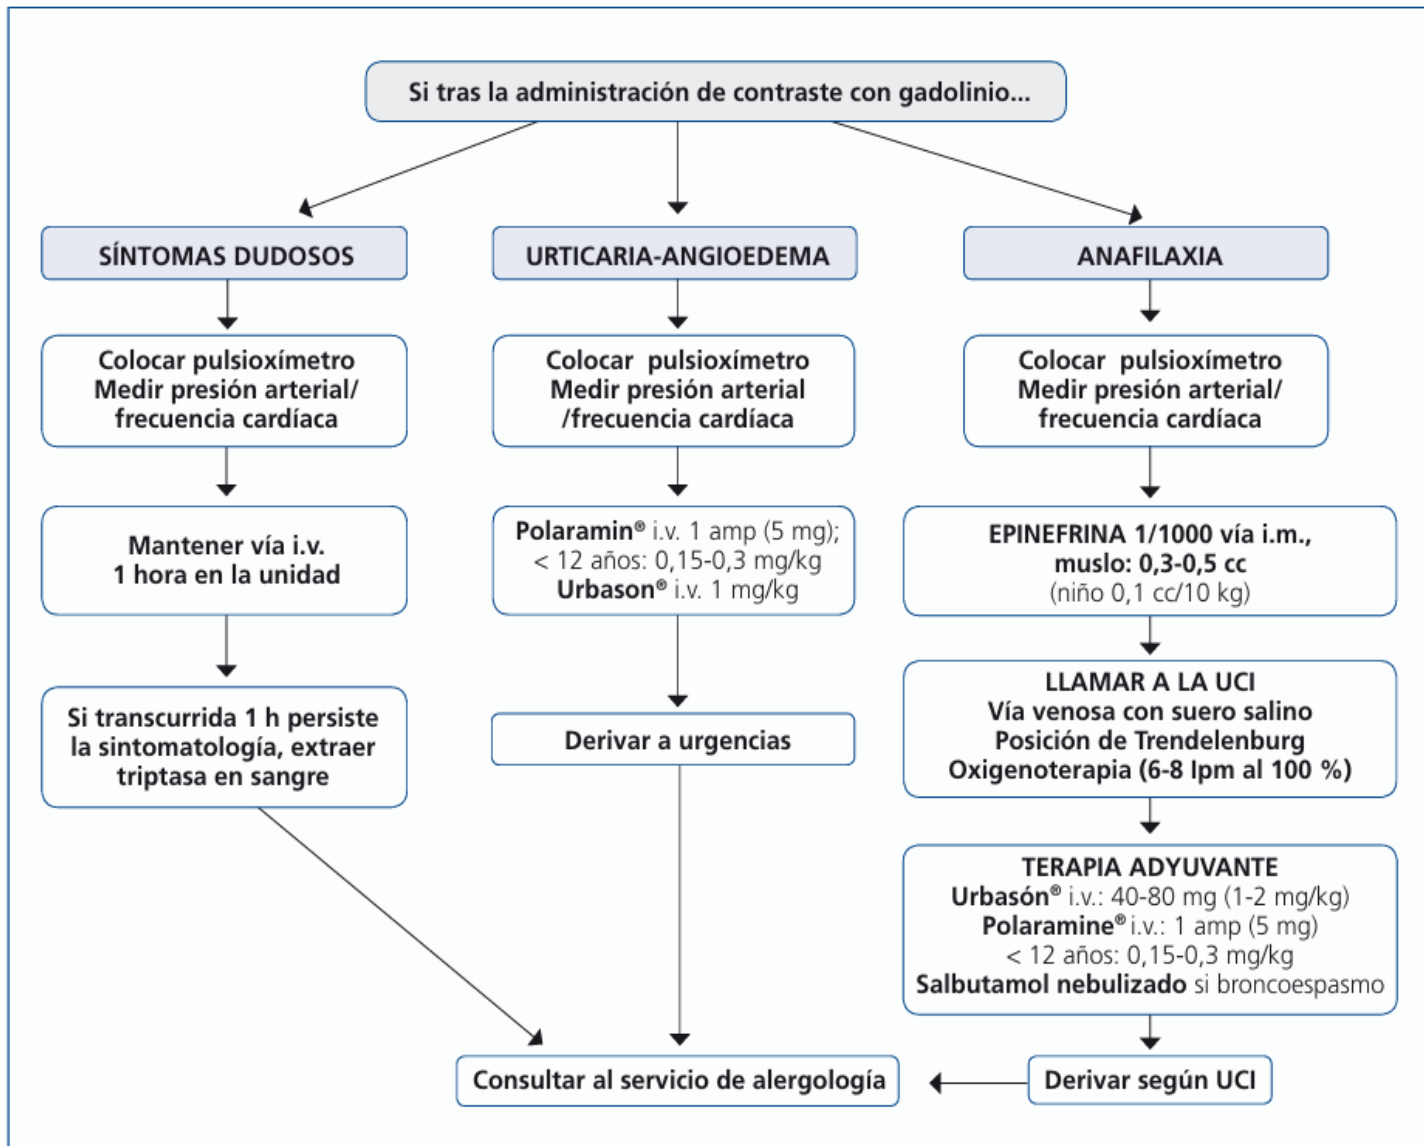 Si tras la administración de contraste con gadolinio...
SÍNTOMAS DUDOSOS
Colocar pulsioxímetro
Medir presión arterial/
frecuencia cardíaca
Mantener vía i.v.
1 hora en la unidad
Si transcurrida 1 h persiste
la sintomatología, extraer
triptasa en sangre
URTICARIA-ANGIOEDEMA
Colocar pulsioxímetro
Medir presión arterial
/frecuencia cardíaca
Polaramin® i.v. 1 amp (5 mg);
< 12 años: 0,15-0,3 mg/kg
Urbason® i.v. 1 mg/kg
Derivar a urgencias
ANAFILAXIA
Colocar pulsioxímetro
Medir presión arterial/
frecuencia cardíaca
EPINEFRINA 1/1000 vía i.m.,
muslo: 0,3-0,5 cc
(niño 0,1 cc/10 kg)
LLAMAR A LA UCI
Vía venosa con suero salino
Posición de Trendelenburg
Oxigenoterapia (6-8 lpm al 100 %)
TERAPIA ADYUVANTE
Urbasón® i.v.: 40-80 mg (1-2 mg/kg)
Polaramine® i.v.: 1 amp (5 mg)
< 12 años: 0,15-0,3 mg/kg
Salbutamol nebulizado si broncoespasmo
Derivar según UCI
Consultar al servicio de alergología